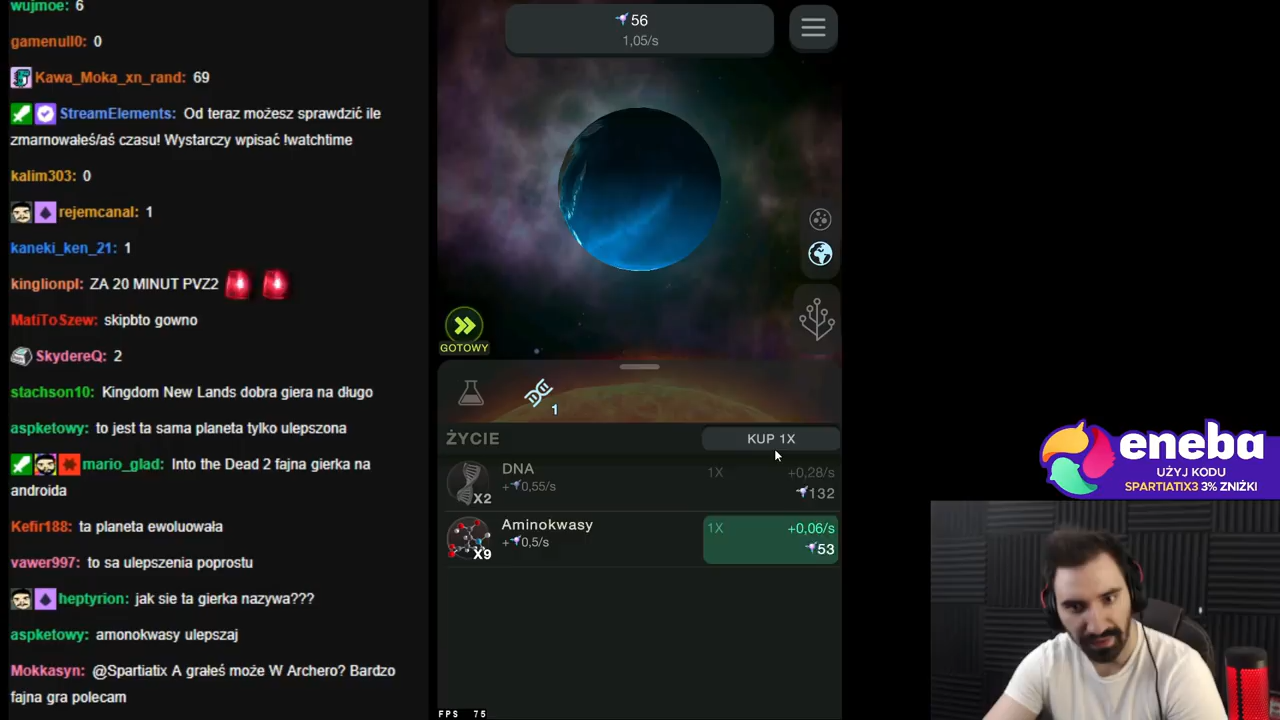 wujmoe: 6
gamenull0: 0
Kawa_Moka_xn_rand: 69
StreamElements: Od teraz możesz sprawdzić ile
zmarnowałeś/aś czasu! Wystarczy wpisać !watchtime
kalim303: 0
rejemcanal: 1
kaneki_ken_21: 1
kinglionpl: ZA 20 MINUT PVZ2
MatiToSzew: skipbto gowno
SkydereQ: 2
stachson10: Kingdom New Lands dobra giera na długo
aspketowy: to jest ta sama planeta tylko ulepszona
mario_glad: Into the Dead 2 fajna gierka na
androida
Kefir188: ta planeta ewoluowała
vawer997: to sa ulepszenia poprostu
heptyrion: jak sie ta gierka nazywa???
aspketowy: amonokwasy ulepszaj
Mokkasyn: @Spartiatix A grałeś może W Archero? Bardzo
fajna gra polecam
56
1,05/s
GOTOWY
1
ŻYCIE
KUP 1X
DNA
+0,55/s
X2
1X
+0,28/s
132
Aminokwasy
+0,5/s
X9
1X
+0,06/s
53
FPS 75
eneba
UŻYJ KODU
SPARTIATIX3 3% ZNIŻKI